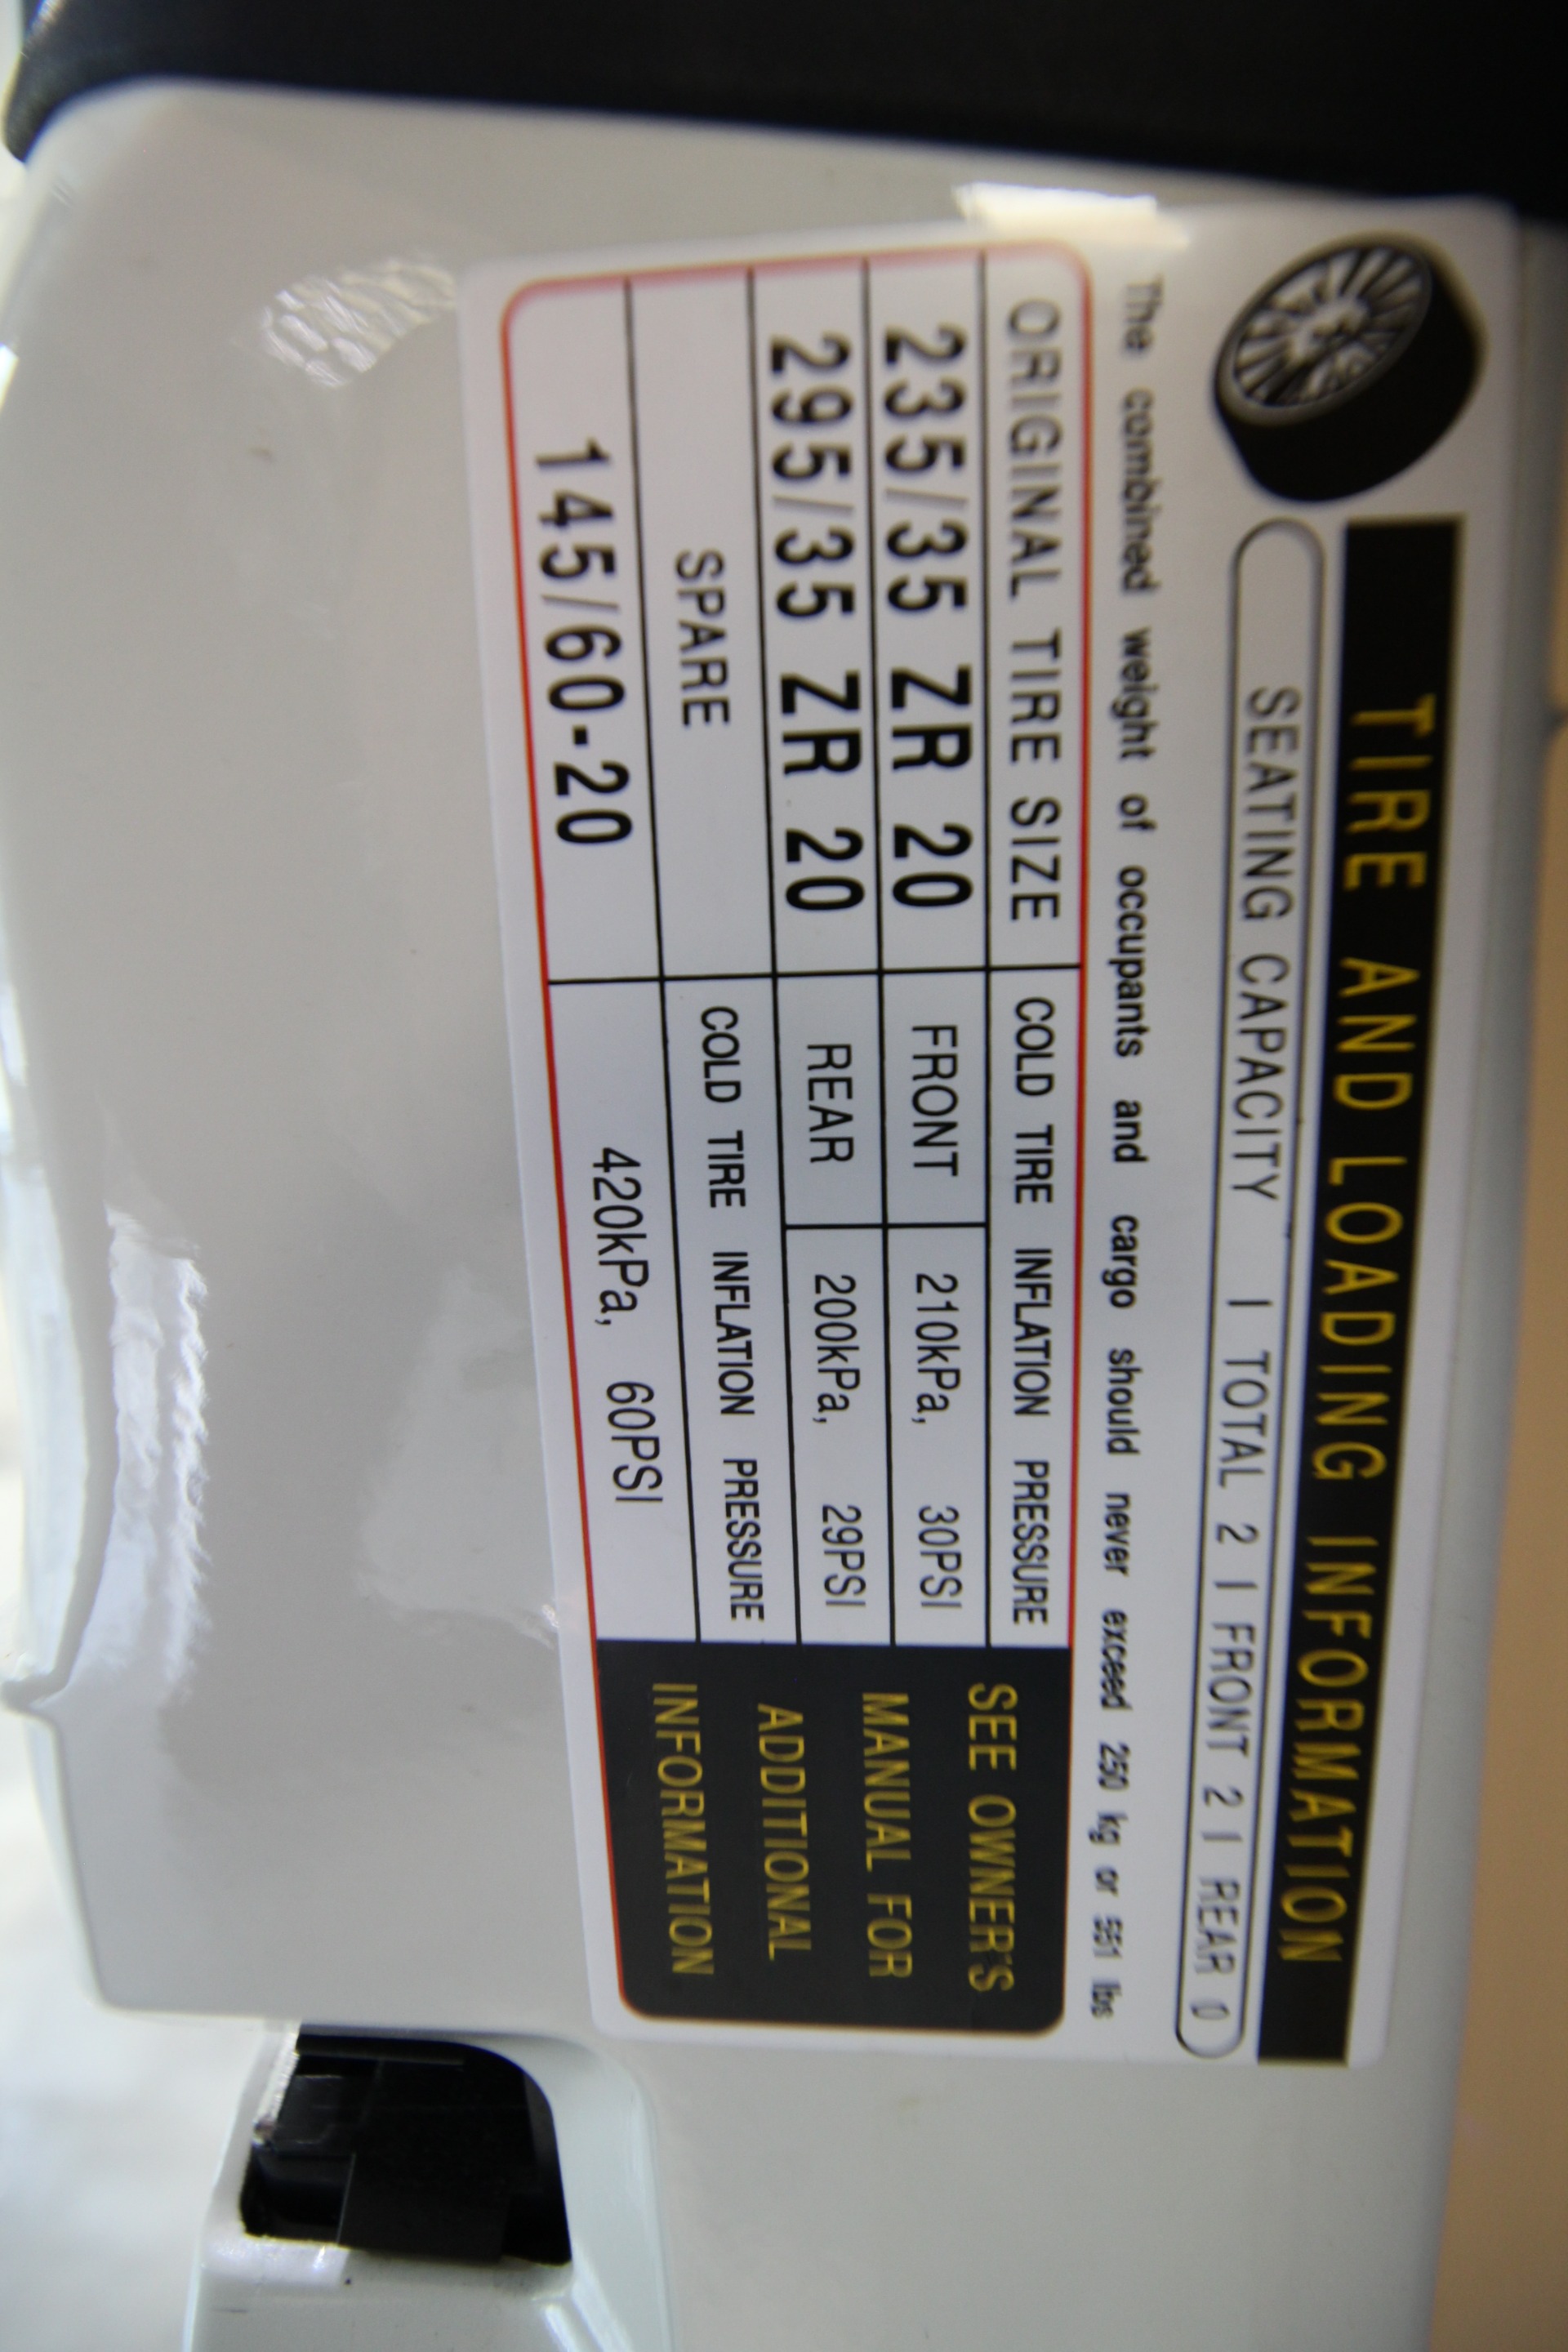 TIRE AND LOADING INFORMATION
SEATING CAPACITY | TOTAL 2 | FRONT 2 | REAR 0
The combined weight of occupants and cargo should never exceed 250 kg or 551 lbs
ORIGINAL TIRE SIZE COLD TIRE INFLATION PRESSURE
235/35 ZR 20 FRONT 210kPa, 30PSI
295/35 ZR 20 REAR 200kPa, 29PSI
SPARE COLD TIRE INFLATION PRESSURE
145/60-20 420kPa, 60PSI
SEE OWNER'S
MANUAL FOR
ADDITIONAL
INFORMATION